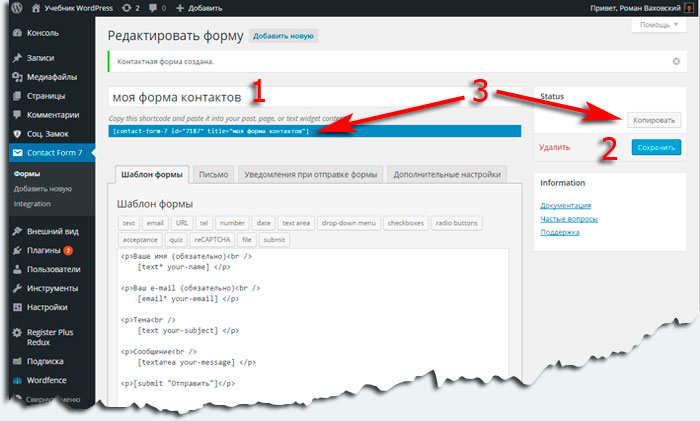 Учебник WordPress 2 0 Добавить Привет, Роман Ваховский
Консоль
Записи
Медиафайлы
Страницы
Комментарии
Соц. Замок
Contact Form 7
Формы
Добавить новую
Integration
Внешний вид
Плагины 2
Пользователи
Инструменты
Настройки
Register Plus
Redux
Подписка
Wordfence
Свернуть меню
Помощь
Редактировать форму Добавить новую
Контактная форма создана.
моя форма контактов 1
3
Copy this shortcode and paste it into your post, page, or text widget content:
[contact-form-7 id="7187" title="моя форма контактов"]
Status
Копировать
Удалить 2 Сохранить
Шаблон формы Письмо Уведомления при отправке формы Дополнительные настройки
Шаблон формы
text email URL tel number date text area drop-down menu checkboxes radio buttons
acceptance quiz reCAPTCHA file submit
<p>Ваше имя (обязательно)<br />
[text* your-name] </p>
<p>Ваш e-mail (обязательно)<br />
[email* your-email] </p>
<p>Тема<br />
[text your-subject] </p>
<p>Сообщение<br />
[textarea your-message] </p>
<p>[submit "Отправить"]</p>
Information
Документация
Частые вопросы
Поддержка